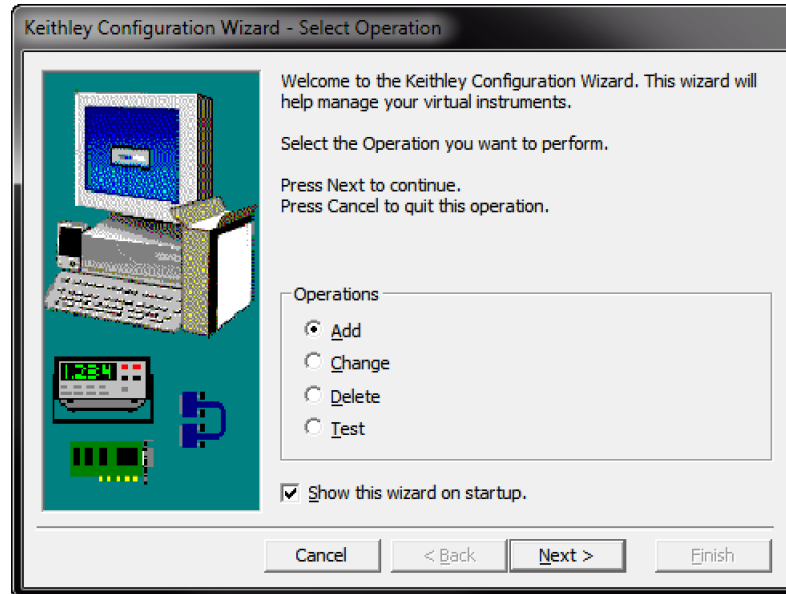 Keithley Configuration Wizard - Select Operation
Welcome to the Keithley Configuration Wizard. This wizard will
help manage your virtual instruments.
Select the Operation you want to perform.
Press Next to continue.
Press Cancel to quit this operation.
Operations
Add
Change
Delete
Test
1.234
Show this wizard on startup.
Cancel
< Back
Next >
Finish